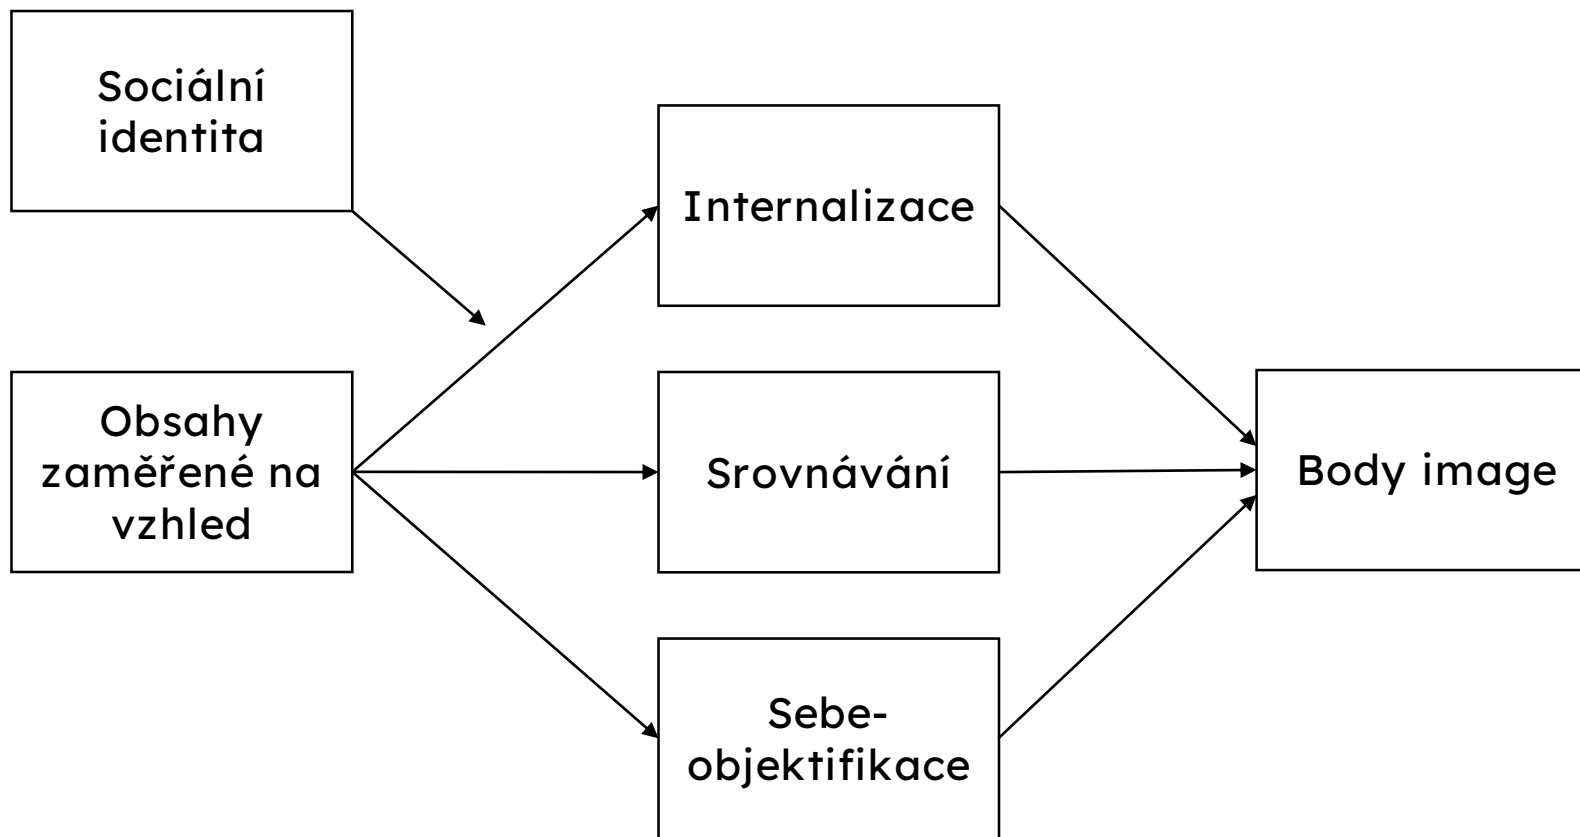 Sociální
identita
Internalizace
Obsahy
zaměřené na
vzhled
Srovnávání
Body image
Sebe-
objektifikace